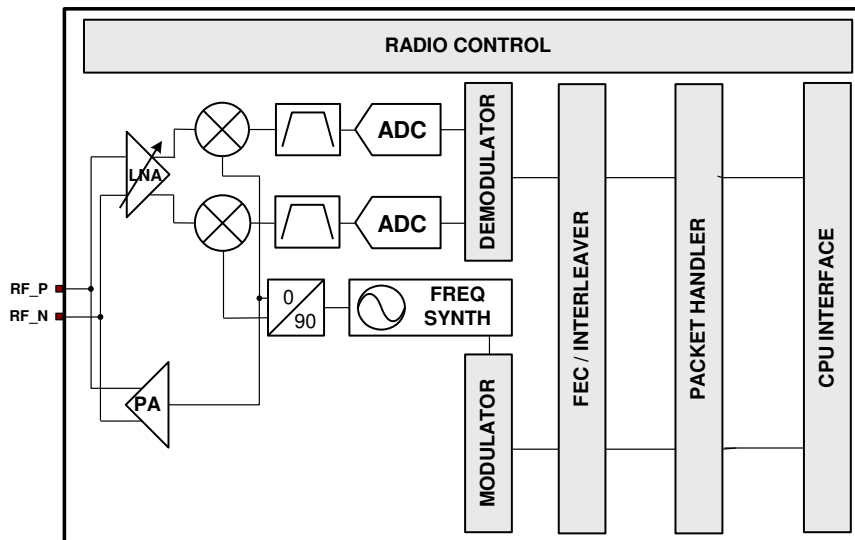 RADIO CONTROL
LNA
ADC
ADC
DEMODULATOR
FEC / INTERLEAVER
PACKET HANDLER
CPU INTERFACE
RF_P
RF_N
0
90
FREQ
SYNTH
PA
MODULATOR